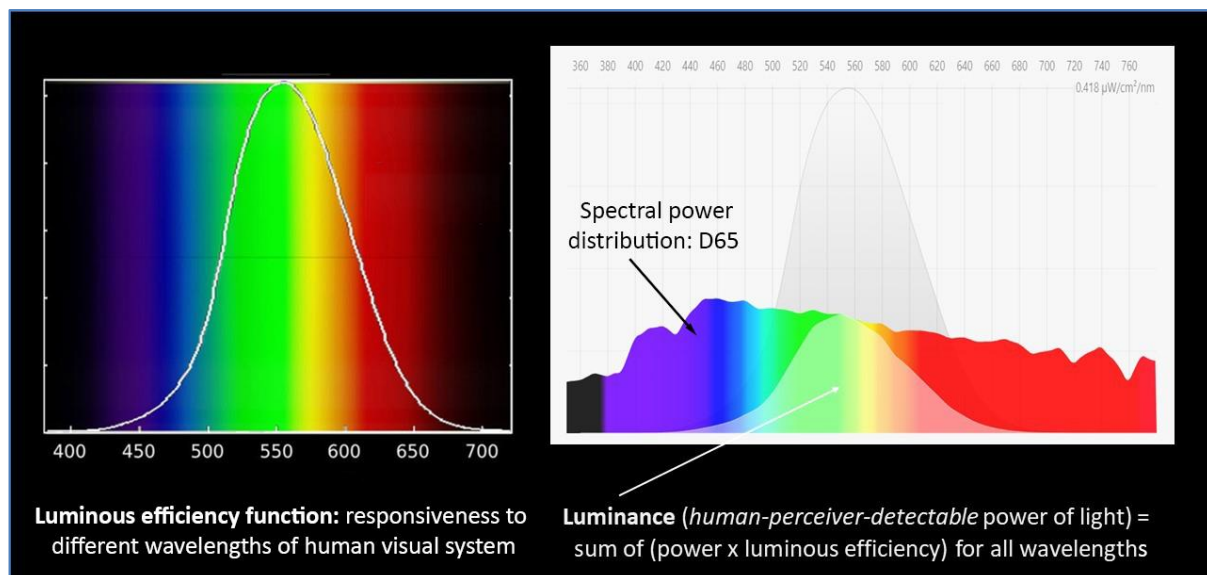 400 450 500 550 600 650 700
Luminous efficiency function: responsiveness to
different wavelengths of human visual system
360 380 400 420 440 460 480 500 520 540 560 580 600 620 640 660 680 700 720 740 760
0.418 μW/cm²/nm
Spectral power
distribution: D65
Luminance (human-perceiver-detectable power of light) =
sum of (power x luminous efficiency) for all wavelengths